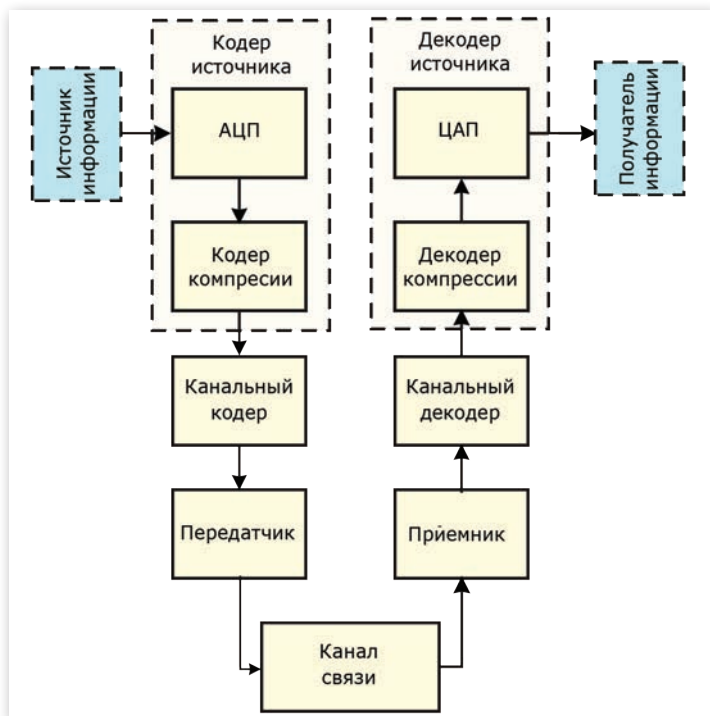 Источник
информации
Кодер
источника
АЦП
Кодер
компресии
Канальный
кодер
Передатчик
Канал
связи
Приемник
Канальный
декодер
Декодер
источника
ЦАП
Декодер
компрессии
Получатель
информации